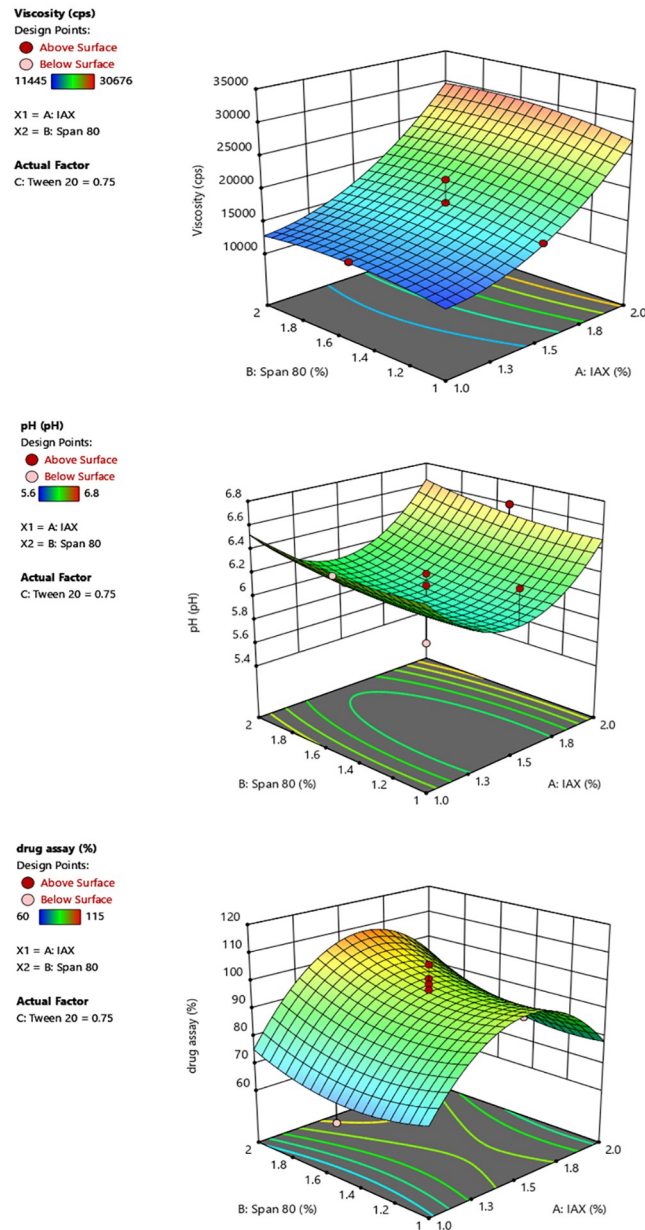 Viscosity (cps)
Design Points:
Above Surface
Below Surface
11445 30676
X1 = A: IAX
X2 = B: Span 80
Actual Factor
C: Tween 20 = 0.75
35000
30000
25000
20000
15000
10000
Viscosity (cps)
2
1.8
1.6
1.4
1.2
1
B: Span 80 (%)
1.0
1.3
1.5
1.8
2.0
A: IAX (%)
pH (pH)
Design Points:
Above Surface
Below Surface
5.6 6.8
X1 = A: IAX
X2 = B: Span 80
Actual Factor
C: Tween 20 = 0.75
6.8
6.6
6.4
6.2
6
5.8
5.6
5.4
pH (pH)
2
1.8
1.6
1.4
1.2
1
B: Span 80 (%)
1.0
1.3
1.5
1.8
2.0
A: IAX (%)
drug assay (%)
Design Points:
Above Surface
Below Surface
60 115
X1 = A: IAX
X2 = B: Span 80
Actual Factor
C: Tween 20 = 0.75
120
110
100
90
80
70
60
drug assay (%)
2
1.8
1.6
1.4
1.2
1
B: Span 80 (%)
1.0
1.3
1.5
1.8
2.0
A: IAX (%)